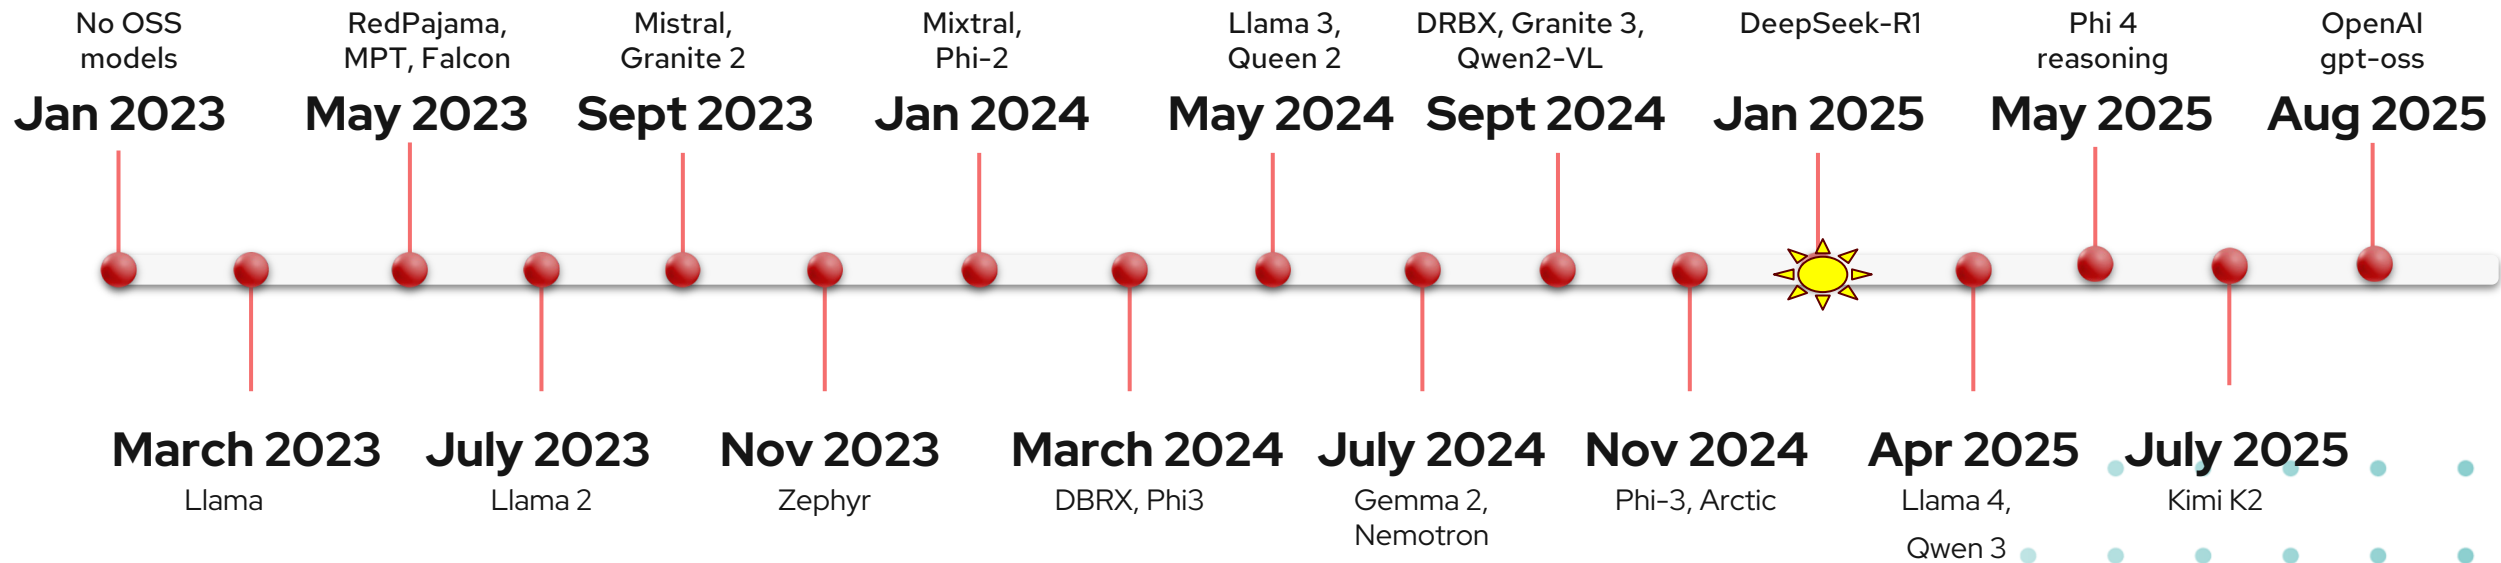 No OSS
models
Jan 2023
RedPajama,
MPT, Falcon
May 2023
Mistral,
Granite 2
Sept 2023
Mixtral,
Phi-2
Jan 2024
Llama 3,
Queen 2
May 2024
DRBX, Granite 3,
Qwen2-VL
Sept 2024
DeepSeek-R1
Jan 2025
Phi 4
reasoning
May 2025
OpenAI
gpt-oss
Aug 2025
March 2023
Llama
July 2023
Llama 2
Nov 2023
Zephyr
March 2024
DBRX, Phi3
July 2024
Gemma 2,
Nemotron
Nov 2024
Phi-3, Arctic
Apr 2025
Llama 4,
Qwen 3
July 2025
Kimi K2